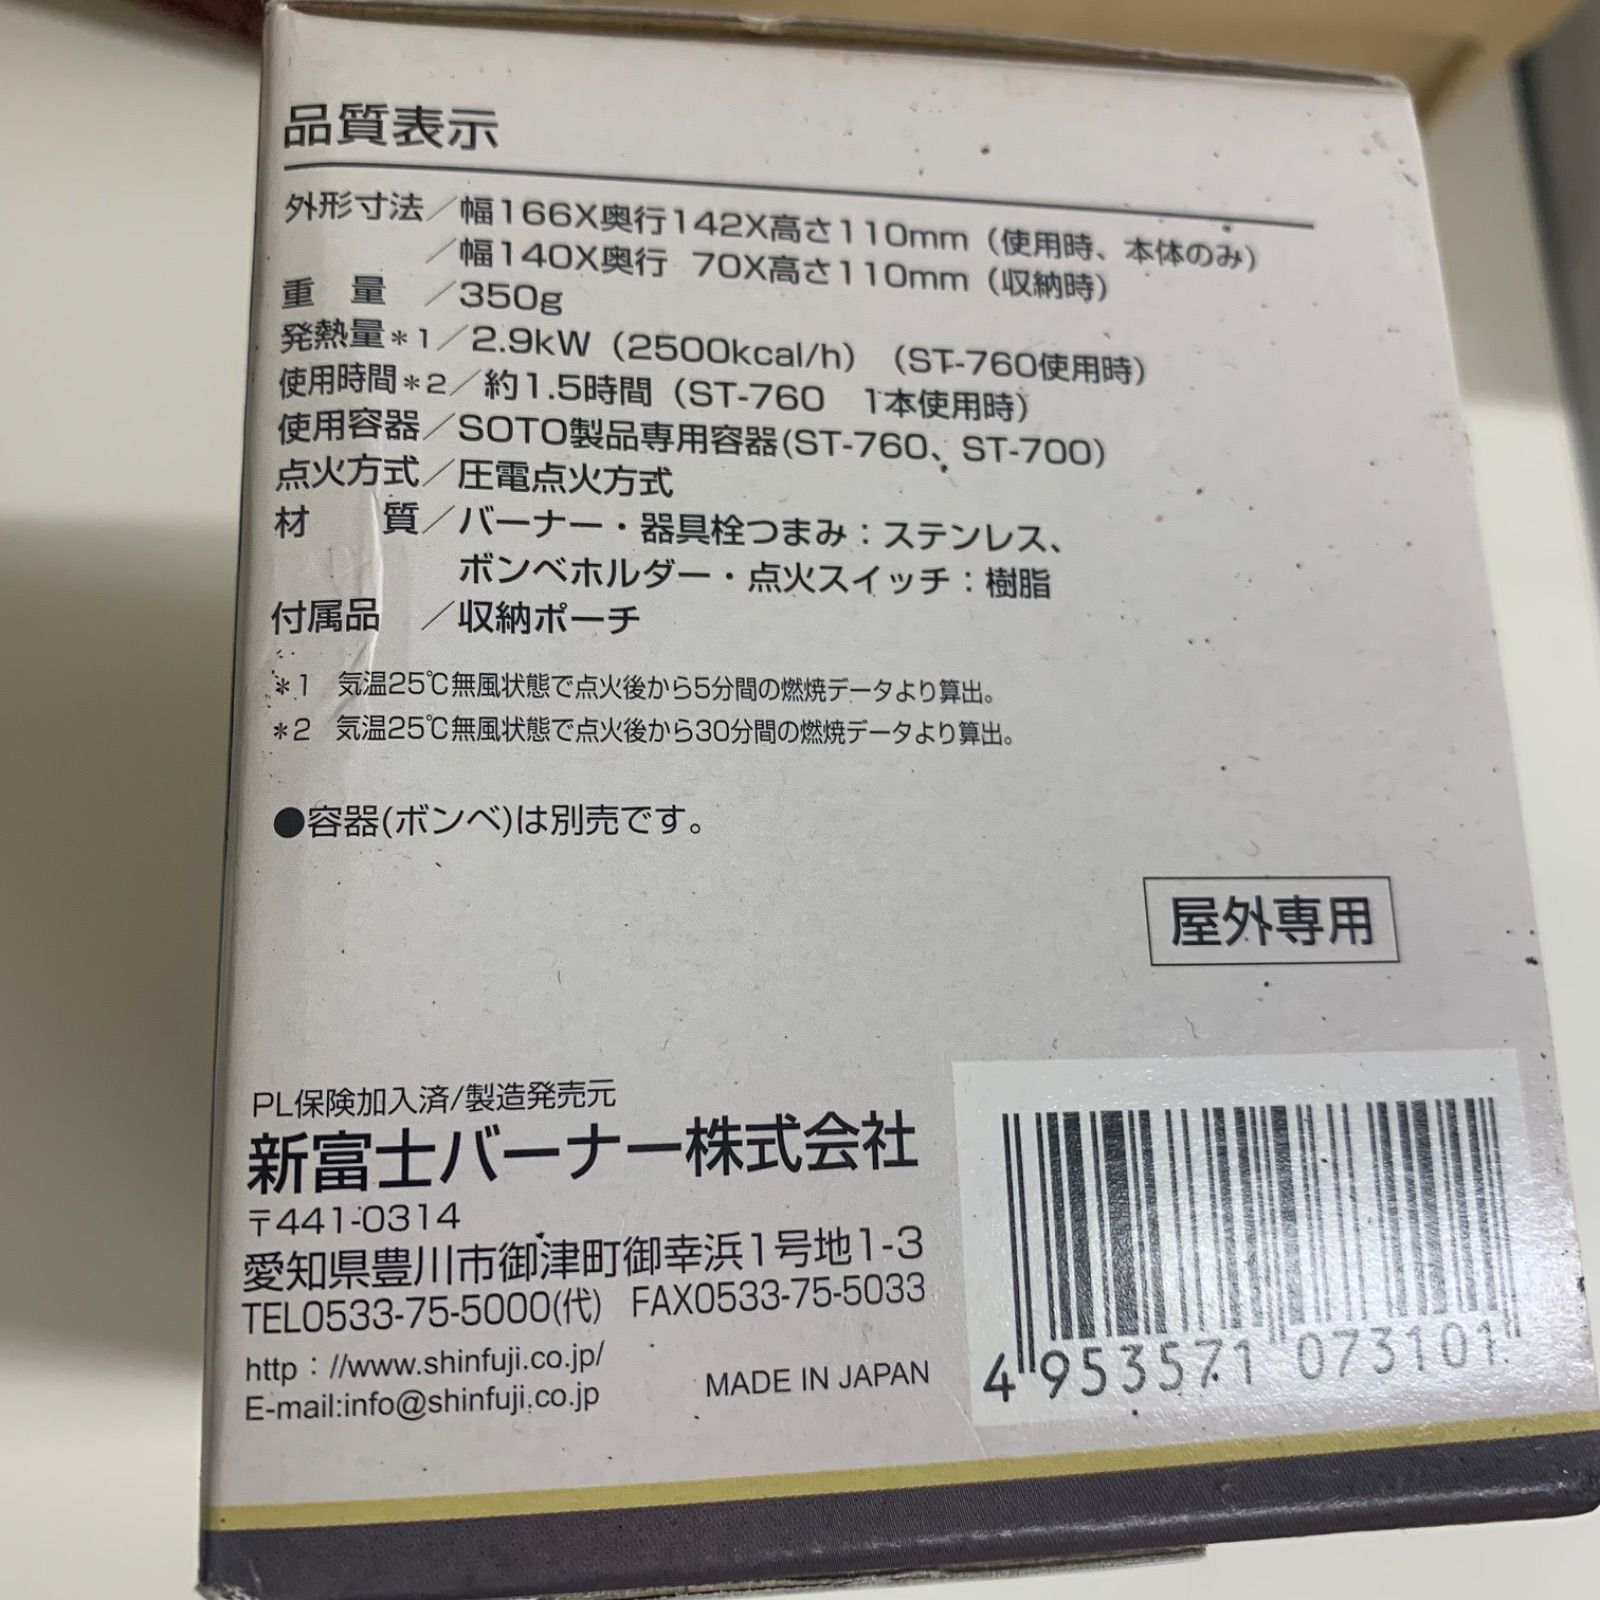 品質表示
外形寸法／幅166X奥行142X高さ110mm（使用時、本体のみ）
／幅140X奥行 70X高さ110mm（収納時）
重 量 ／350g
発熱量＊1／2.9kW（2500kcal/h）（ST-760使用時）
使用時間＊2／約1.5時間（ST-760 1本使用時）
使用容器／SOTO製品専用容器(ST-760、ST-700)
点火方式／圧電点火方式
材 質／バーナー・器具栓つまみ：ステンレス、
ボンベホルダー・点火スイッチ：樹脂
付属品 ／収納ポーチ
＊1 気温25℃無風状態で点火後から5分間の燃焼データより算出。
＊2 気温25℃無風状態で点火後から30分間の燃焼データより算出。
●容器(ボンベ)は別売です。
屋外専用
PL保険加入済/製造発売元
新富士バーナー株式会社
〒441-0314
愛知県豊川市御津町御幸浜1号地1-3
TEL0533-75-5000(代) FAX0533-75-5033
http：//www.shinfuji.co.jp/
E-mail:info@shinfuji.co.jp
MADE IN JAPAN
4 953571 073101